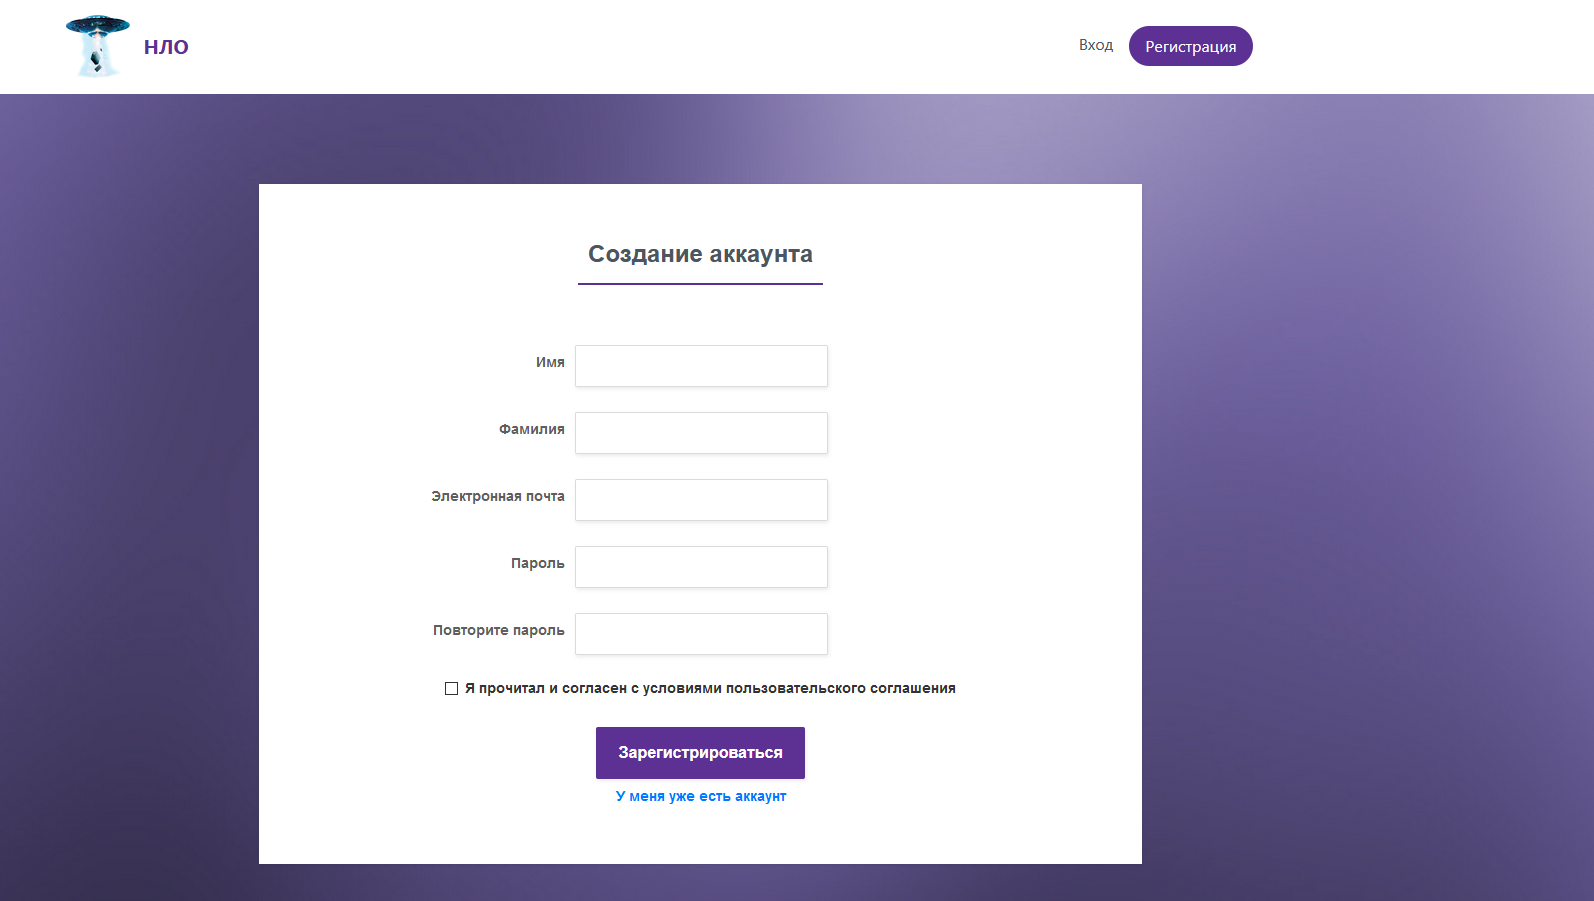 НЛО
Вход
Регистрация
Создание аккаунта
Имя
Фамилия
Электронная почта
Пароль
Повторите пароль
Я прочитал и согласен с условиями пользовательского соглашения
Зарегистрироваться
У меня уже есть аккаунт